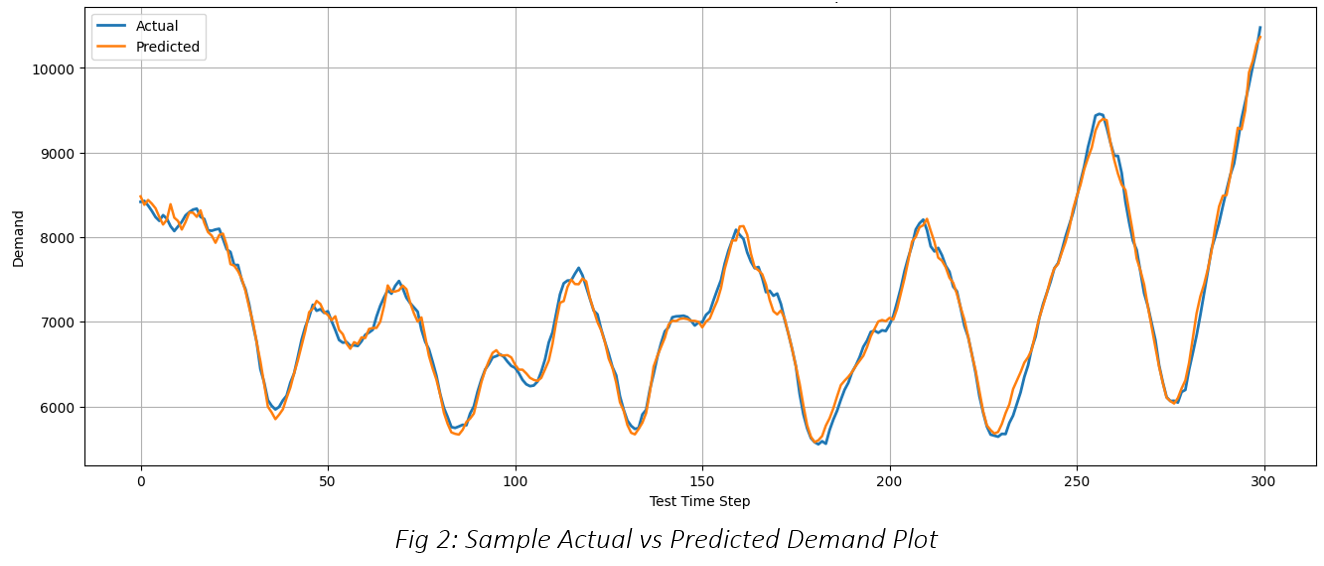 Actual
Predicted
10000
9000
8000
7000
6000
Demand
0 50 100 150 200 250 300
Test Time Step
Fig 2: Sample Actual vs Predicted Demand Plot